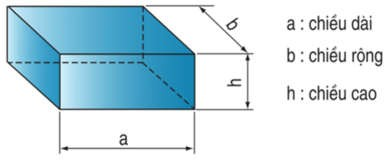 b
a : chiều dài
b : chiều rộng
h
h : chiều cao
a